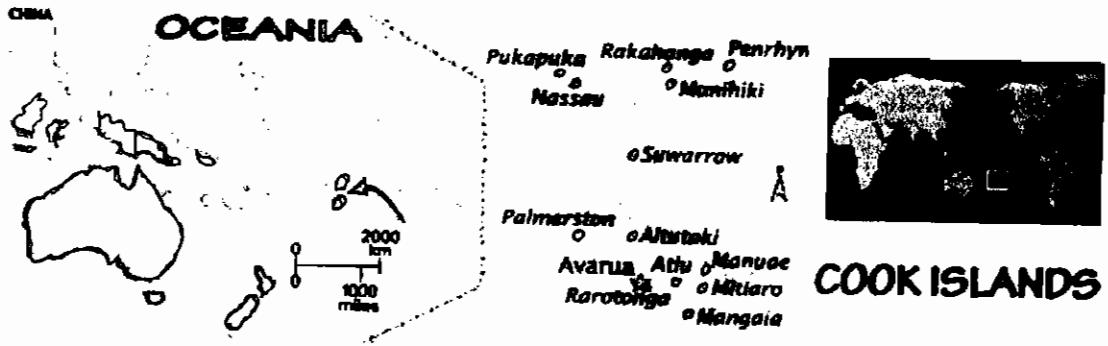 CHINA
OCEANIA
0
2000
km
0
1000
miles
Pukapuka
Nassau
Rakahanga
Penrhyn
Manihiki
Suwarrow
Palmerston
Aitutaki
Avarua
Atiu
Manuae
Rarotonga
Mitiaro
Mangaia
COOK ISLANDS